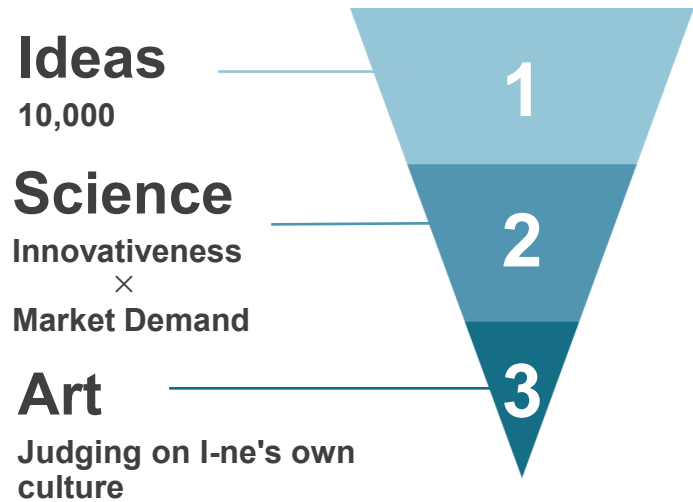 Ideas
10,000
1
Science
Innovativeness
×
Market Demand
2
Art
Judging on I-ne's own
culture
3